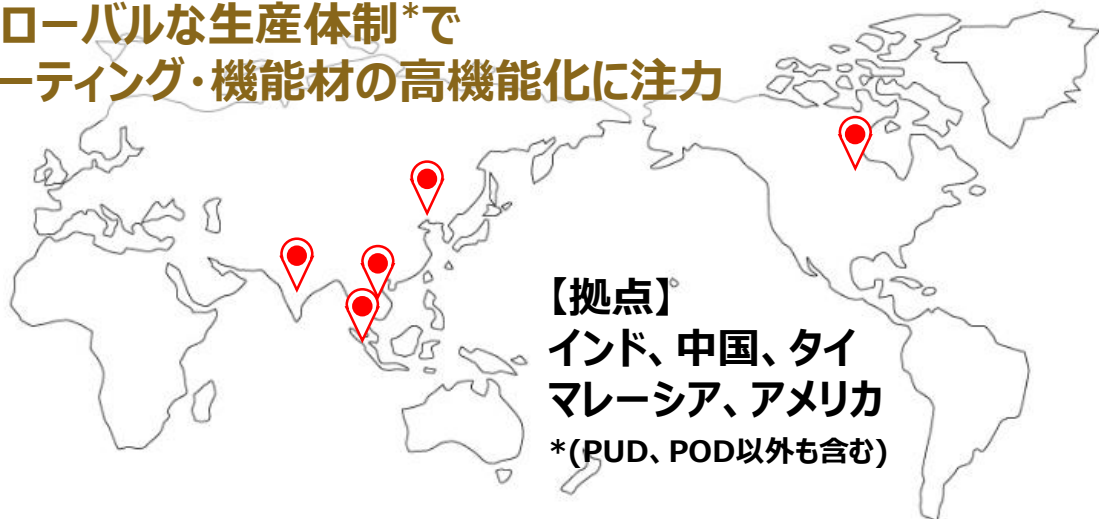 ローバルな生産体制*で
ーティング・機能材の高機能化に注力
【拠点】
インド、中国、タイ
マレーシア、アメリカ
*(PUD、POD以外も含む)